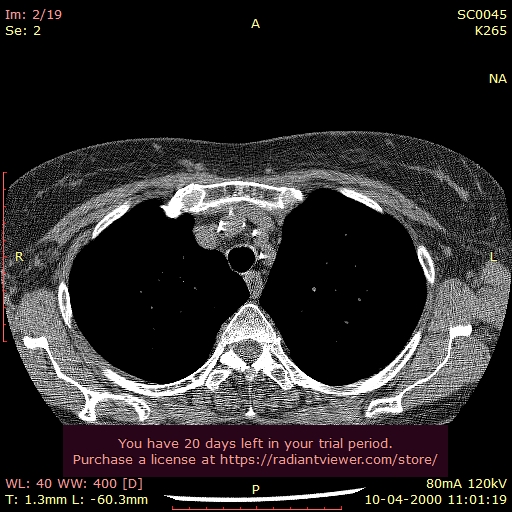 Im: 2/19
Se: 2
A
SC0045
K265
NA
R
L
You have 20 days left in your trial period.
Purchase a license at https://radiantviewer.com/store/
WL: 40 WW: 400 [D]
T: 1.3mm L: -60.3mm
P
80mA 120kV
10-04-2000 11:01:19